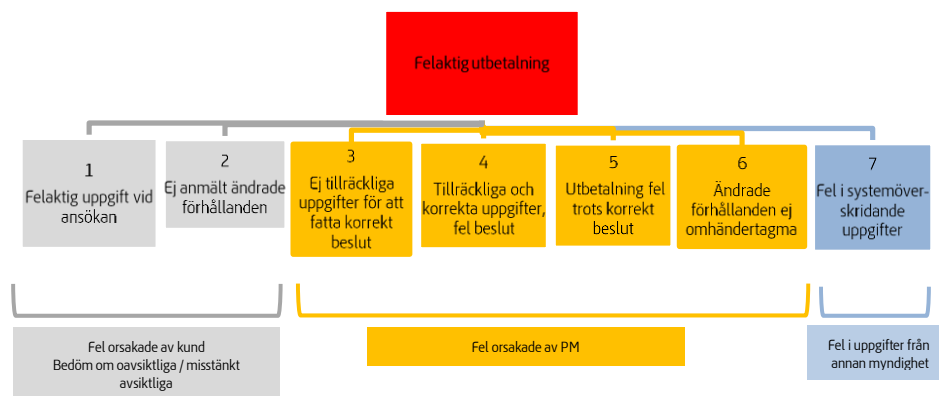 Felaktig utbetalning
1
Felaktig uppgift vid
ansökan
2
Ej anmält ändrade
förhållanden
3
Ej tillräckliga
uppgifter för att
fatta korrekt
beslut
4
Tillräckliga och
korrekta uppgifter,
fel beslut
5
Utbetalning fel
trots korrekt
beslut
6
Ändrade
förhållanden ej
omhändertagma
7
Fel i systemöver-
skridande
uppgifter
Fel orsakade av kund
Bedöm om oavsiktliga / misstänkt
avsiktliga
Fel orsakade av PM
Fel i uppgifter från
annan myndighet